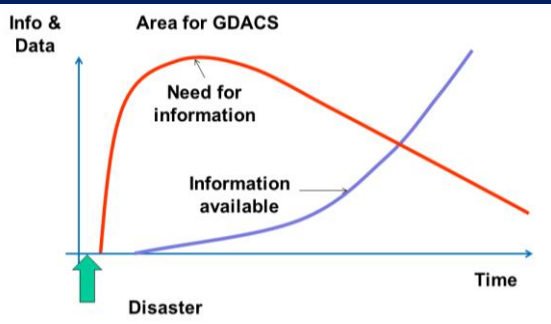 Info &
Data
Area for GDACS
Need for
information
Information
available
Time
Disaster